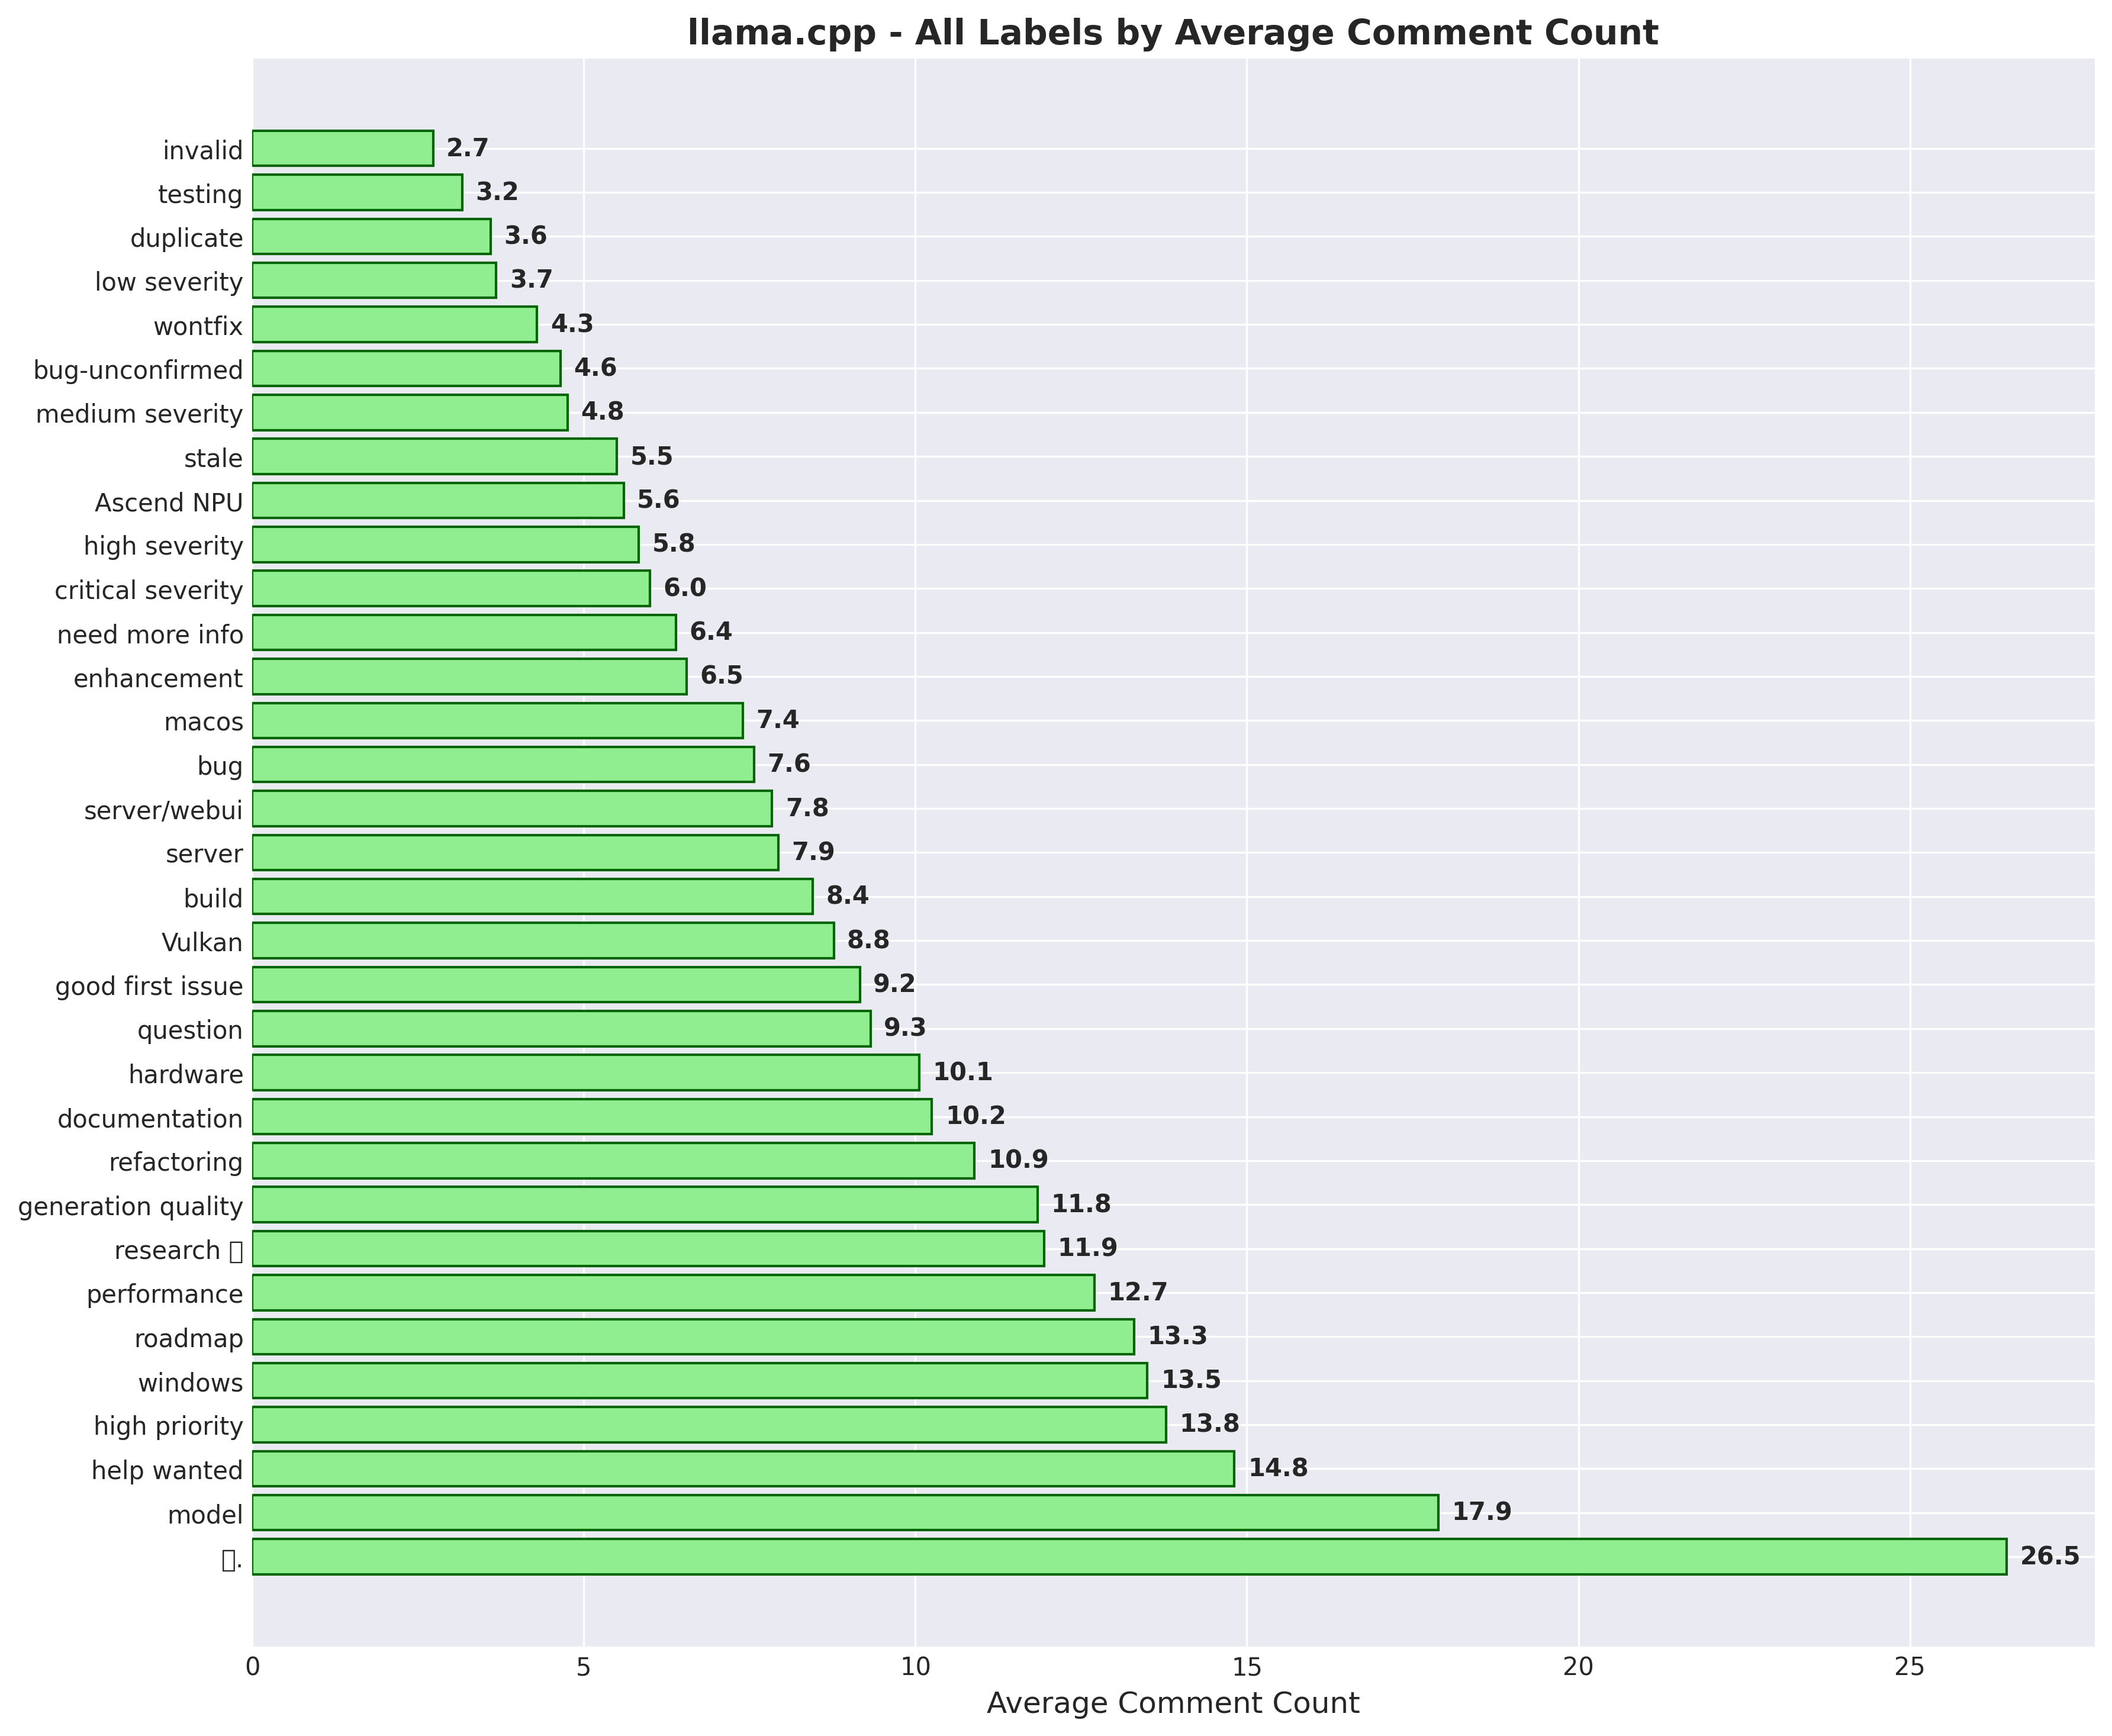 llama.cpp - All Labels by Average Comment Count
invalid 2.7
testing 3.2
duplicate 3.6
low severity 3.7
wontfix 4.3
bug-unconfirmed 4.6
medium severity 4.8
stale 5.5
Ascend NPU 5.6
high severity 5.8
critical severity 6.0
need more info 6.4
enhancement 6.5
macos 7.4
bug 7.6
server/webui 7.8
server 7.9
build 8.4
Vulkan 8.8
good first issue 9.2
question 9.3
hardware 10.1
documentation 10.2
refactoring 10.9
generation quality 11.8
research ▯ 11.9
performance 12.7
roadmap 13.3
windows 13.5
high priority 13.8
help wanted 14.8
model 17.9
▯. 26.5
0 5 10 15 20 25
Average Comment Count